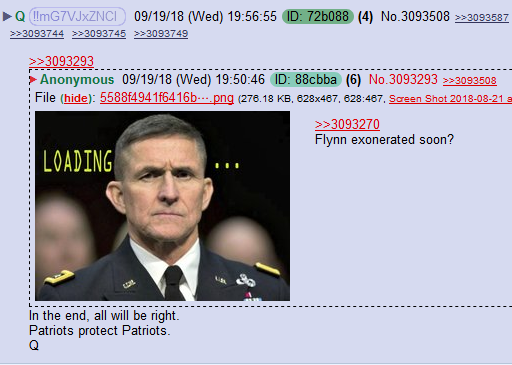 ▶ Q !!mG7VJxZNCI 09/19/18 (Wed) 19:56:55 ID: 72b088 (4) No.3093508 >>3093587
>>3093744 >>3093745 >>3093749
>>3093293
▶ Anonymous 09/19/18 (Wed) 19:50:46 ID: 88cbba (6) No.3093293 >>3093508
File (hide): 5588f4941f6416b⋯.png (276.18 KB, 628x467, 628:467, Screen Shot 2018-08-21 a
LOADING ...
>>3093270
Flynn exonerated soon?
In the end, all will be right.
Patriots protect Patriots.
Q